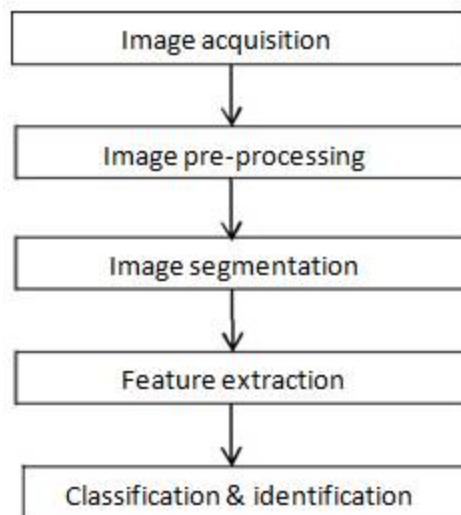 Image acquisition
Image pre-processing
Image segmentation
Feature extraction
Classification & identification